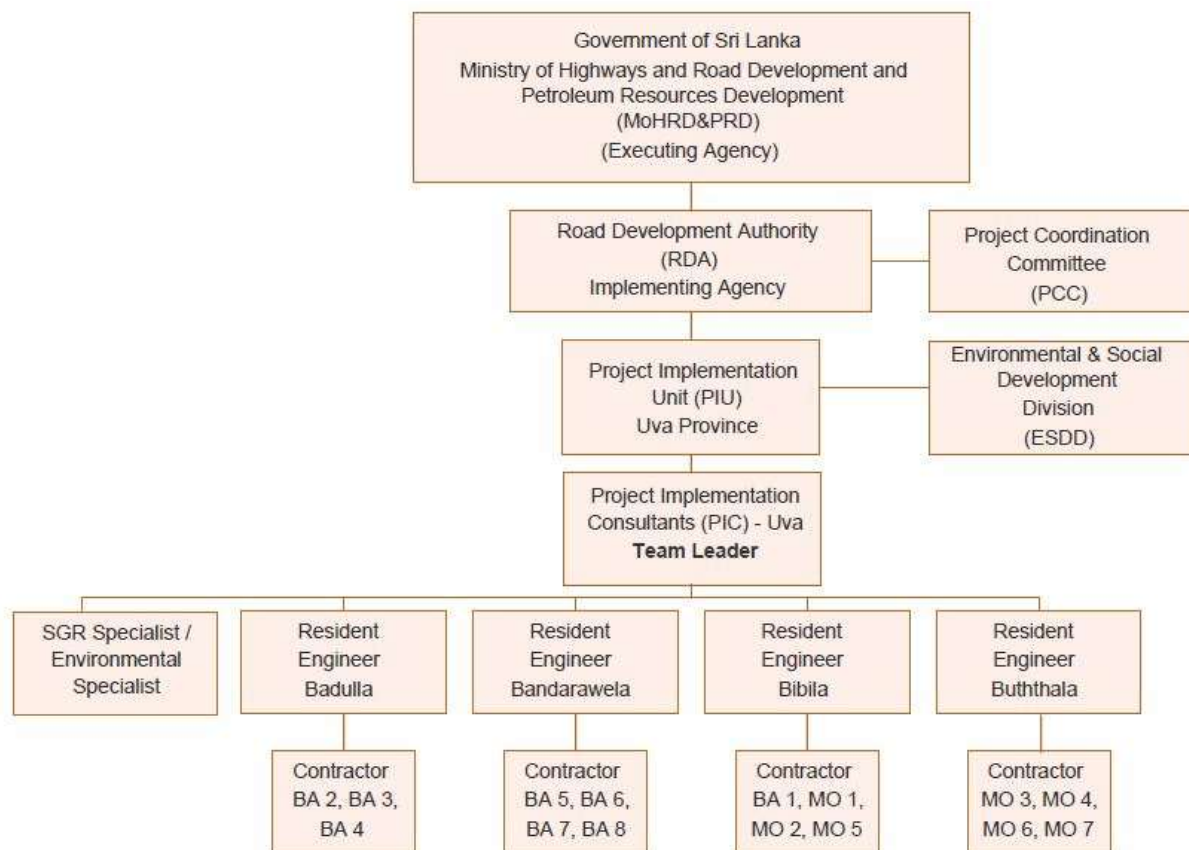 Government of Sri Lanka
Ministry of Highways and Road Development and
Petroleum Resources Development
(MoHRD&PRD)
(Executing Agency)
Road Development Authority
(RDA)
Implementing Agency
Project Coordination
Committee
(PCC)
Project Implementation
Unit (PIU)
Uva Province
Environmental & Social
Development
Division
(ESDD)
Project Implementation
Consultants (PIC) - Uva
Team Leader
SGR Specialist /
Environmental
Specialist
Resident
Engineer
Badulla
Resident
Engineer
Bandarawela
Resident
Engineer
Bibila
Resident
Engineer
Buththala
Contractor
BA 2, BA 3,
BA 4
Contractor
BA 5, BA 6,
BA 7, BA 8
Contractor
BA 1, MO 1,
MO 2, MO 5
Contractor
MO 3, MO 4,
MO 6, MO 7